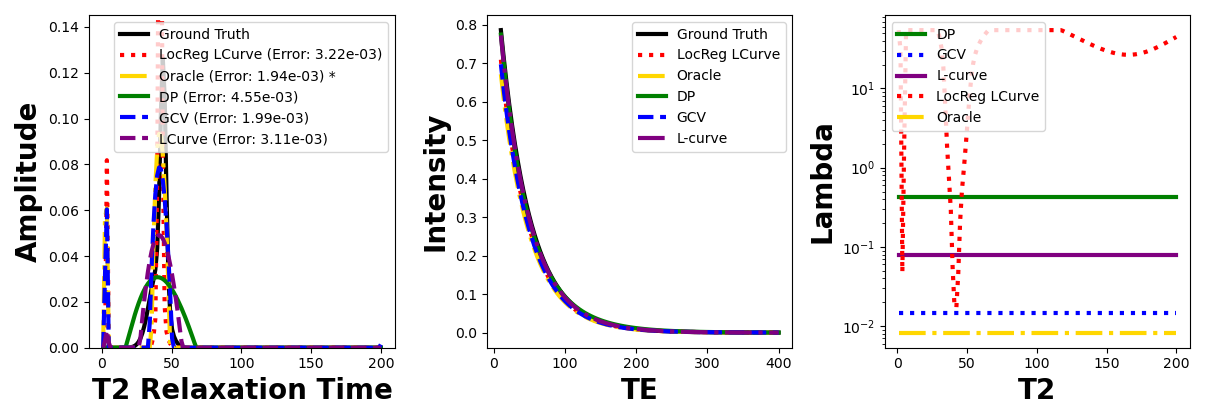 Amplitude
0.14
0.12
0.10
0.08
0.06
0.04
0.02
0.00
0
50
100
150
200
T2 Relaxation Time
Ground Truth
LocReg LCurve (Error: 3.22e-03)
Oracle (Error: 1.94e-03) *
DP (Error: 4.55e-03)
GCV (Error: 1.99e-03)
LCurve (Error: 3.11e-03)
Intensity
0.8
0.7
0.6
0.5
0.4
0.3
0.2
0.1
0.0
0
100
200
300
400
TE
Ground Truth
LocReg LCurve
Oracle
DP
GCV
L-curve
Lambda
10¹
10⁰
10⁻¹
10⁻²
0
50
100
150
200
T2
DP
GCV
L-curve
LocReg LCurve
Oracle